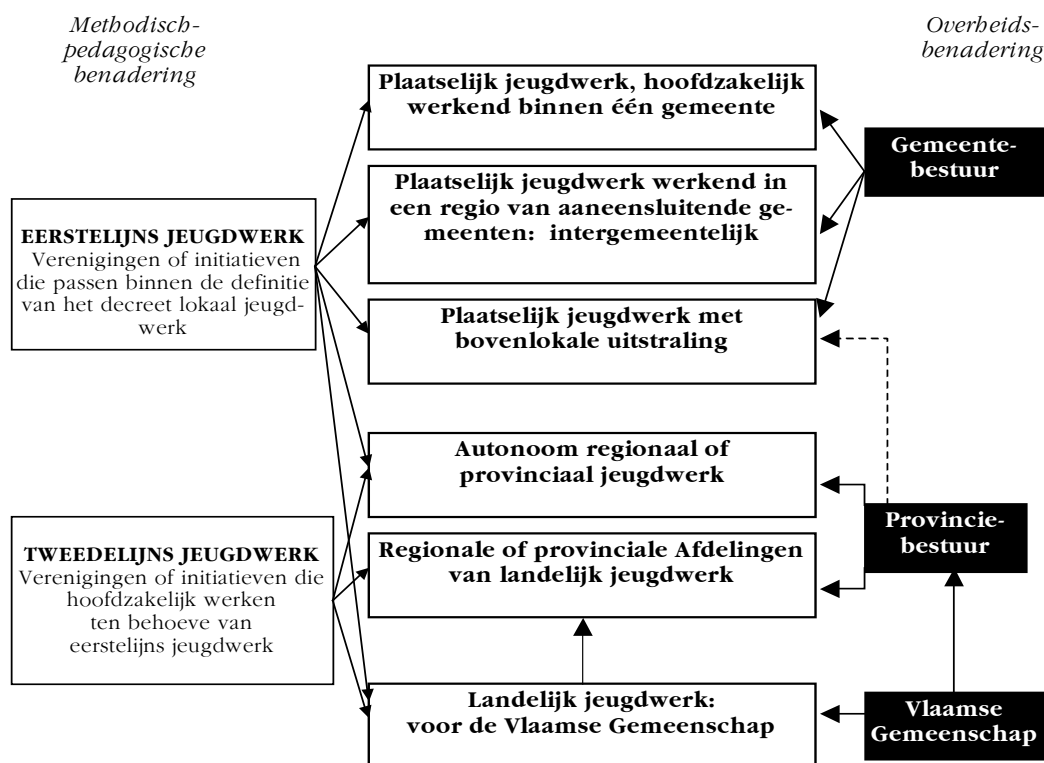 Methodisch-
pedagogische
benadering
Overheids-
benadering
Plaatselijk jeugdwerk, hoofdzakelijk
werkend binnen één gemeente
Gemeente-
bestuur
Plaatselijk jeugdwerk werkend in
een regio van aaneensluitende ge-
meenten: intergemeentelijk
EERSTELIJNS JEUGDWERK
Verenigingen of initiatieven
die passen binnen de definitie
van het decreet lokaal jeugd-
werk
Plaatselijk jeugdwerk met
bovenlokale uitstraling
Autonoom regionaal of
provinciaal jeugdwerk
Provincie-
bestuur
TWEEDELIJNS JEUGDWERK
Verenigingen of initiatieven die
hoofdzakelijk werken
ten behoeve van
eerstelijns jeugdwerk
Regionale of provinciale Afdelingen
van landelijk jeugdwerk
Landelijk jeugdwerk:
voor de Vlaamse Gemeenschap
Vlaamse
Gemeenschap